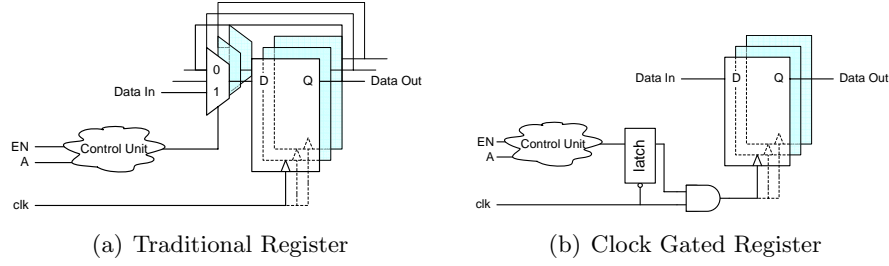 0
1
D
Q
Data In
Data Out
EN
A
Control Unit
clk
(a) Traditional Register
Data In
D
Q
Data Out
EN
A
Control Unit
latch
clk
(b) Clock Gated Register